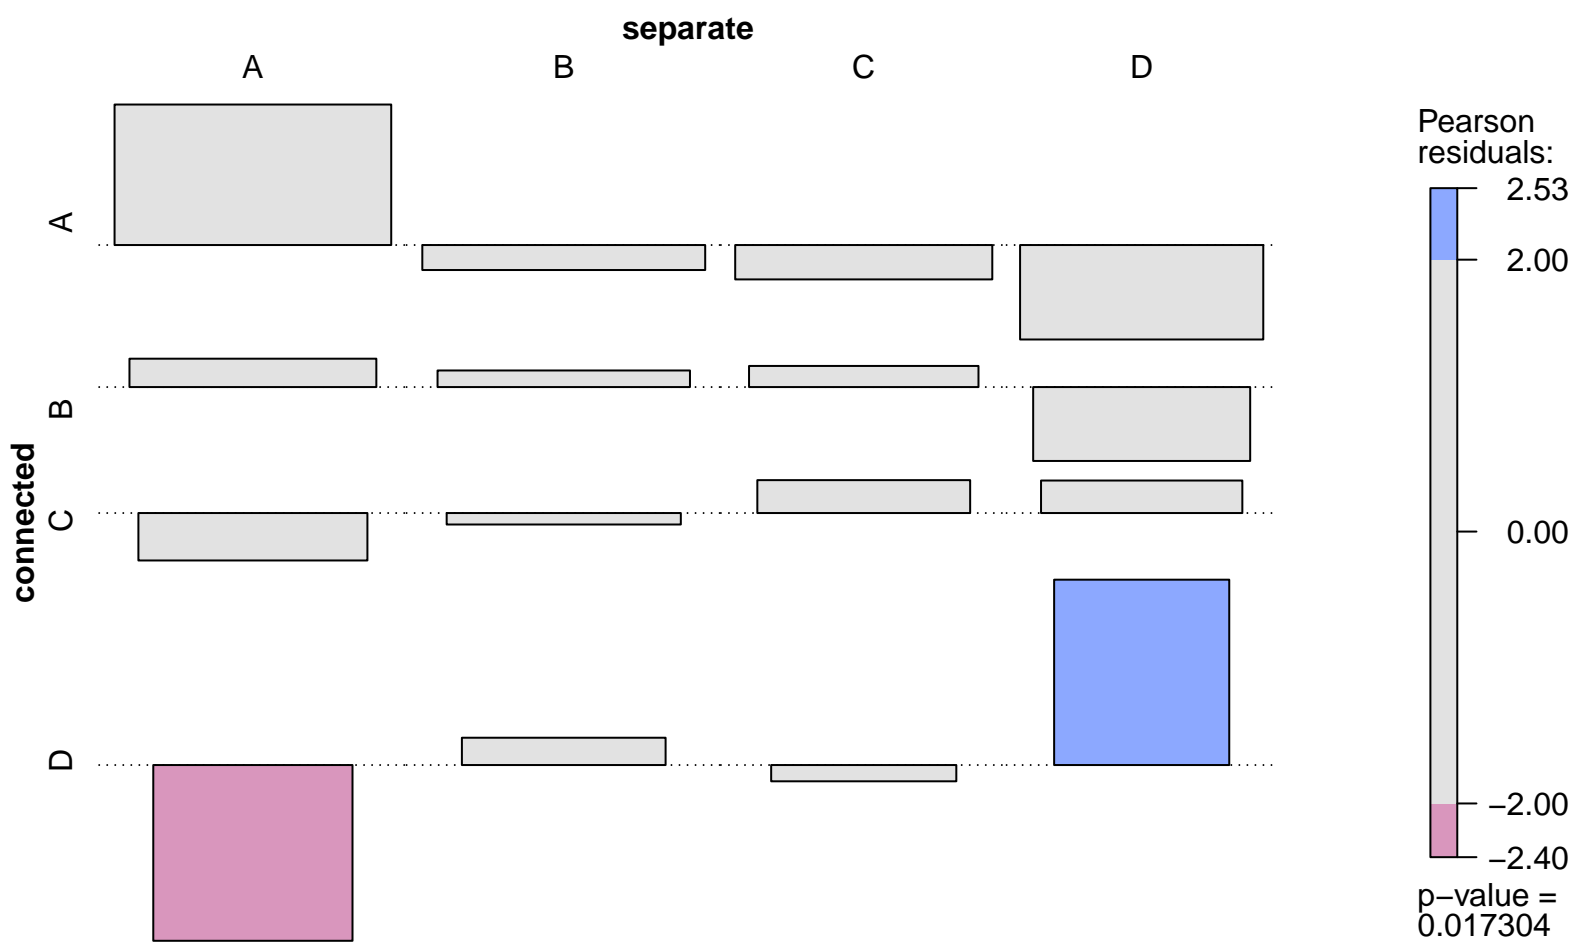 separate
A B C D
A
B
C
D
connected
Pearson
residuals:
2.53
2.00
0.00
−2.00
−2.40
p−value =
0.017304